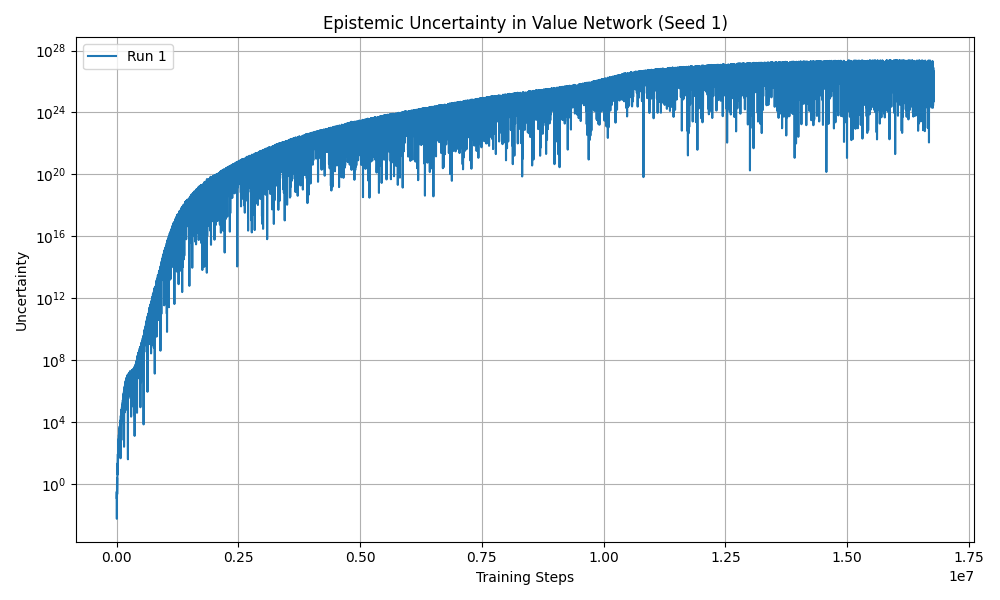 Epistemic Uncertainty in Value Network (Seed 1)
Run 1
10^28
10^24
10^20
10^16
10^12
10^8
10^4
10^0
Uncertainty
0.00 0.25 0.50 0.75 1.00 1.25 1.50 1.75
1e7
Training Steps